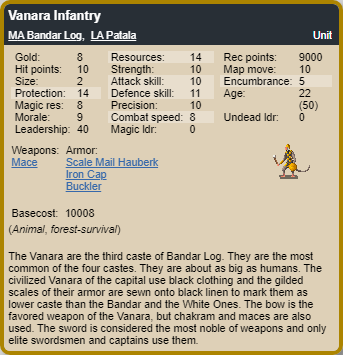 Vanara Infantry
MA Bandar Log, LA Patala Unit
Gold: 8 Resources: 14 Rec points: 9000
Hit points: 10 Strength: 10 Map move: 10
Size: 2 Attack skill: 10 Encumbrance: 5
Protection: 14 Defence skill: 11 Age: 22
Magic res: 8 Precision: 10 (50)
Morale: 9 Combat speed: 8 Undead ldr: 0
Leadership: 40 Magic ldr: 0
Weapons: Armor:
Mace Scale Mail Hauberk
Iron Cap
Buckler
Basecost: 10008
(Animal, forest-survival)
The Vanara are the third caste of Bandar Log. They are the most
common of the four castes. They are about as big as humans. The
civilized Vanara of the capital use black clothing and the gilded
scales of their armor are sewn onto black linen to mark them as
lower caste than the Bandar and the White Ones. The bow is the
favored weapon of the Vanara, but chakram and maces are also
used. The sword is considered the most noble of weapons and only
elite swordmen and captains use them.